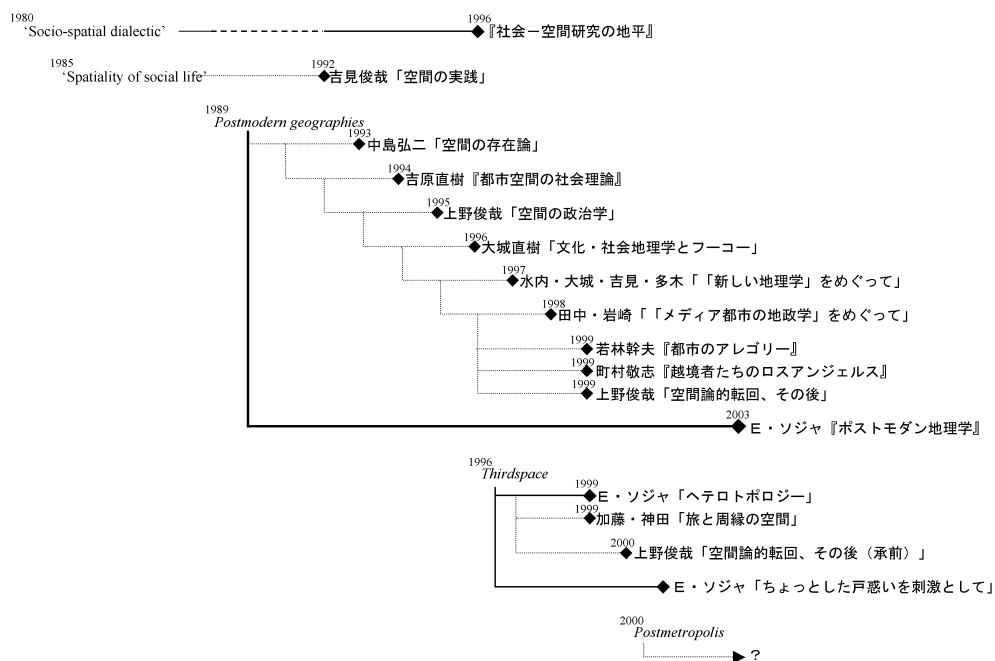 1980
‘Socio-spatial dialectic’
1996
『社会－空間研究の地平』
1985
‘Spatiality of social life’
1992
吉見俊哉「空間の実践」
1989
Postmodern geographies
1993
中島弘二「空間の存在論」
1994
吉原直樹『都市空間の社会理論』
1995
上野俊哉「空間の政治学」
1996
大城直樹「文化・社会地理学とフーコー」
1997
水内・大城・吉見・多木「「新しい地理学」をめぐって」
1998
田中・岩崎「「メディア都市の地政学」をめぐって」
1999
若林幹夫『都市のアレゴリー』
1999
町村敬志『越境者たちのロスアンジェルス』
1999
上野俊哉「空間論的転回、その後」
2003
Ｅ・ソジャ『ポストモダン地理学』
1996
Thirdspace
1999
Ｅ・ソジャ「ヘテロトポロジー」
1999
加藤・神田「旅と周縁の空間」
2000
上野俊哉「空間論的転回、その後（承前）」
Ｅ・ソジャ「ちょっとした戸惑いを刺激として」
2000
Postmetropolis
？